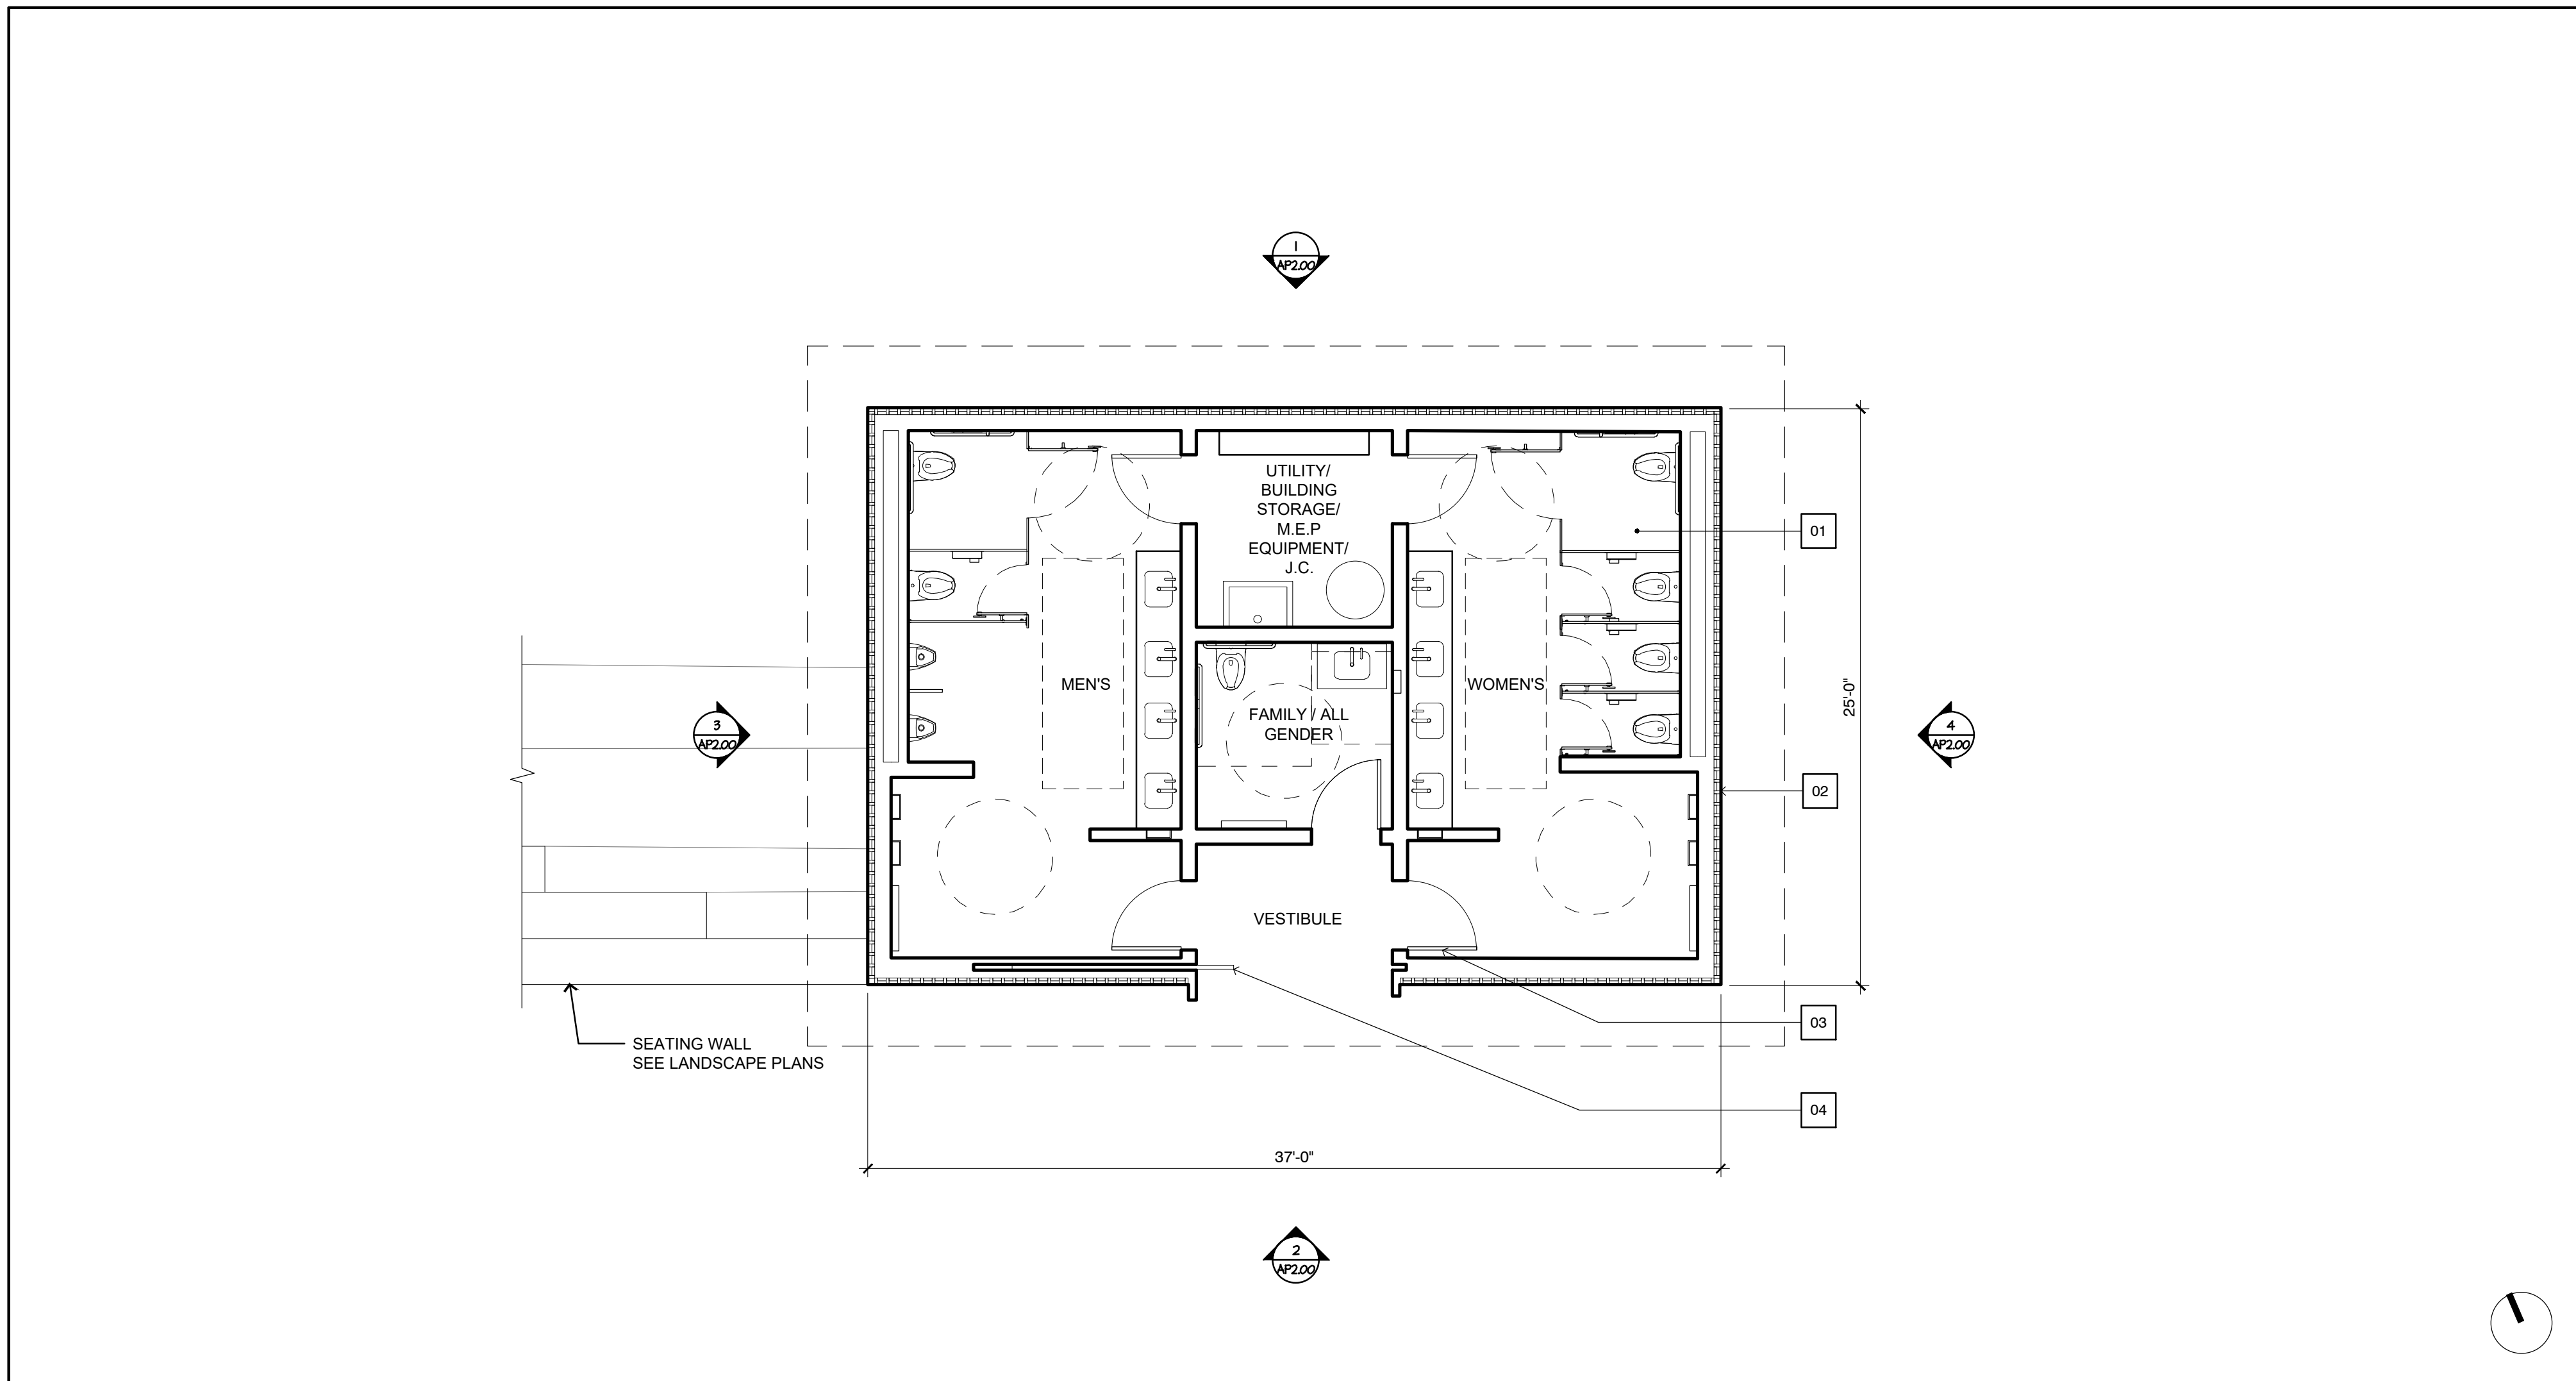 1
AP2.00
UTILITY/
BUILDING
STORAGE/
M.E.P
EQUIPMENT/
J.C.
01
MEN'S
WOMEN'S
25'-0"
FAMILY / ALL
GENDER
3
AP2.00
4
AP2.00
02
VESTIBULE
03
SEATING WALL
SEE LANDSCAPE PLANS
04
37'-0"
2
AP2.00